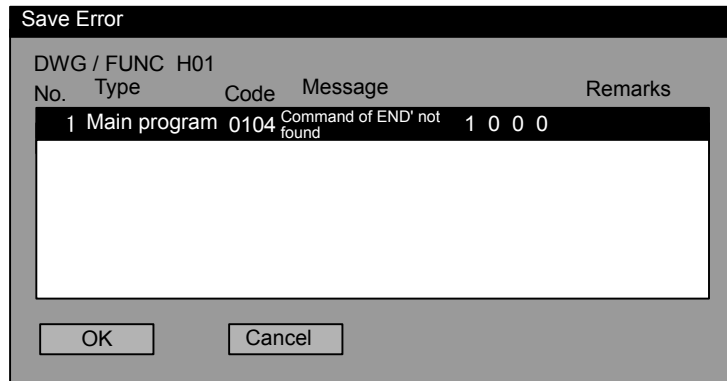 Save Error
DWG / FUNC H01
No. Type Code Message Remarks
1 Main program 0104 Command of END' not
found 1 0 0 0
OK Cancel